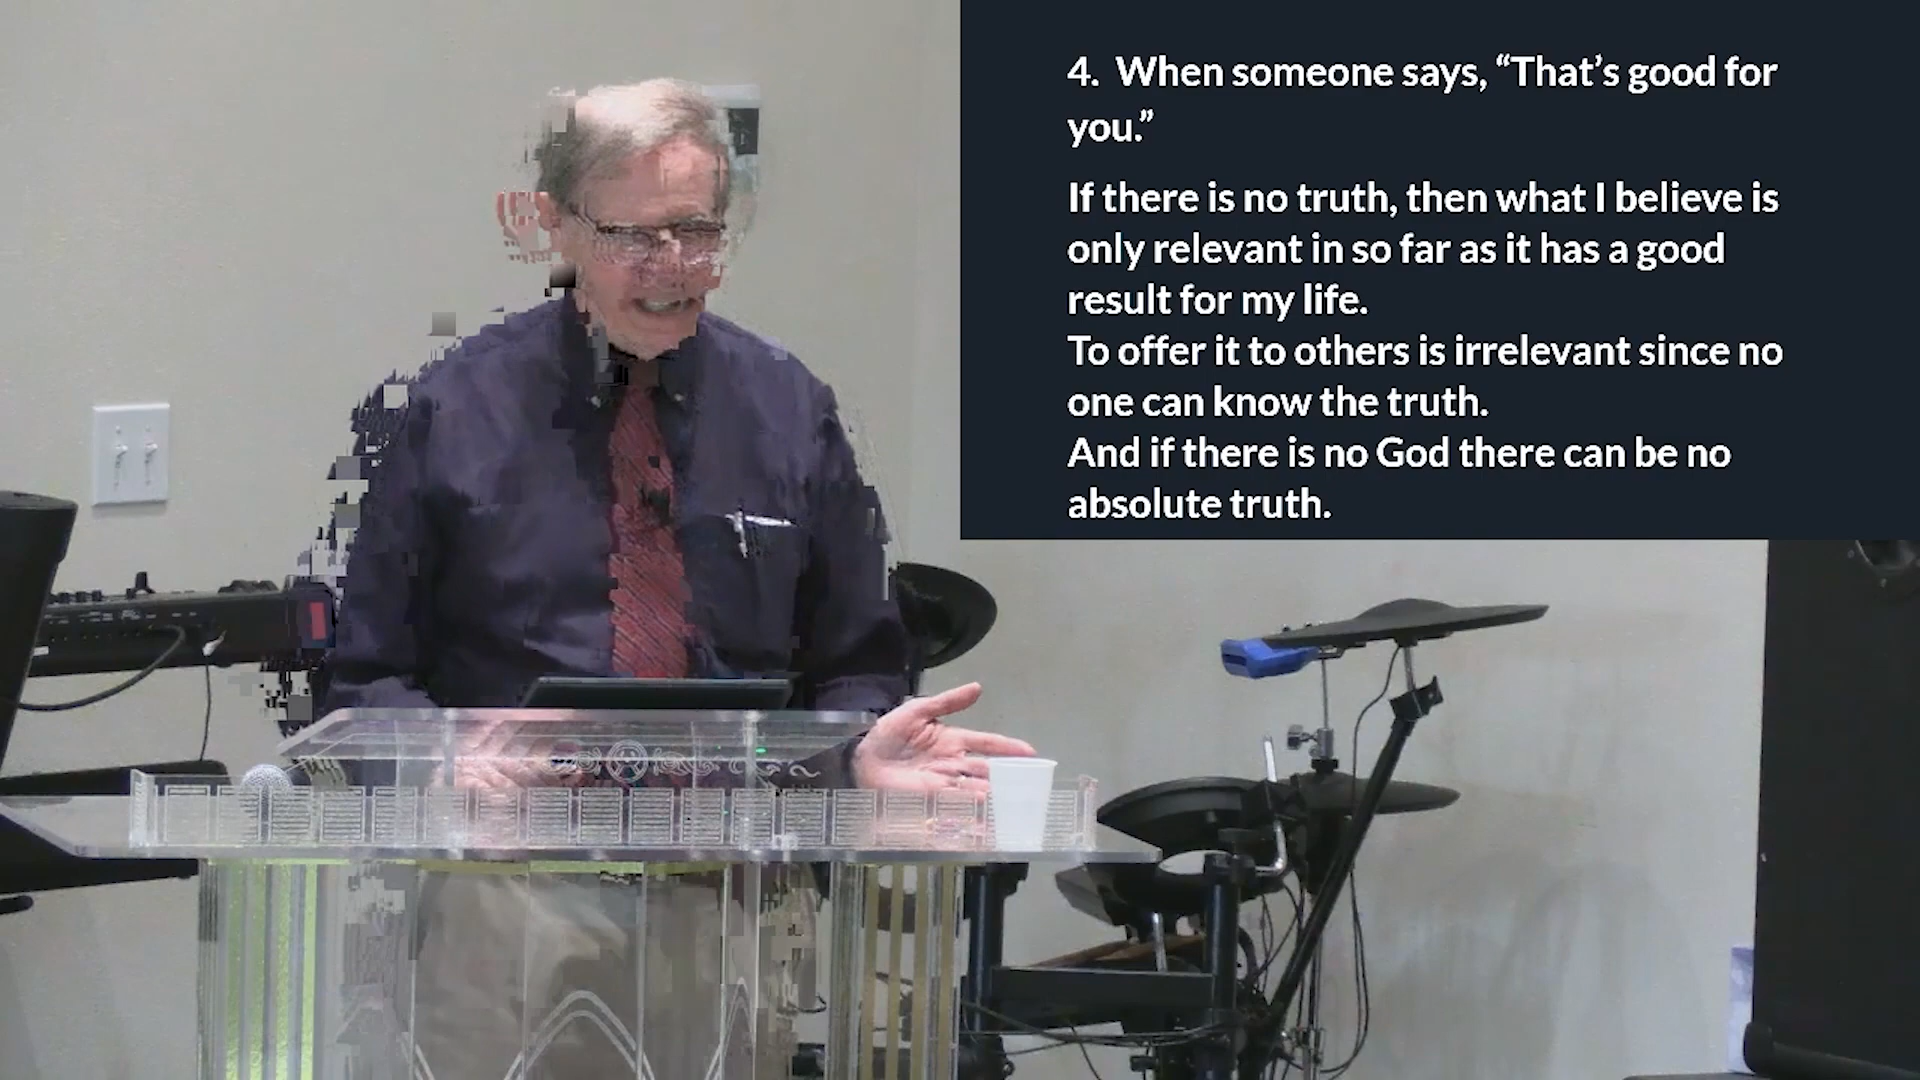 4.  When someone says, “That’s good for
you.”
If there is no truth, then what I believe is
only relevant in so far as it has a good
result for my life.
To offer it to others is irrelevant since no
one can know the truth.
And if there is no God there can be no
absolute truth.